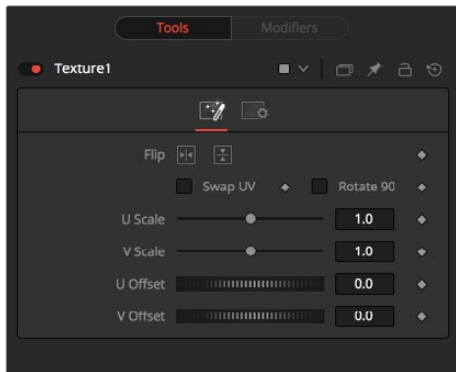 Tools Modifiers
Texture1
Flip
Swap UV Rotate 90
U Scale 1.0
V Scale 1.0
U Offset 0.0
V Offset 0.0